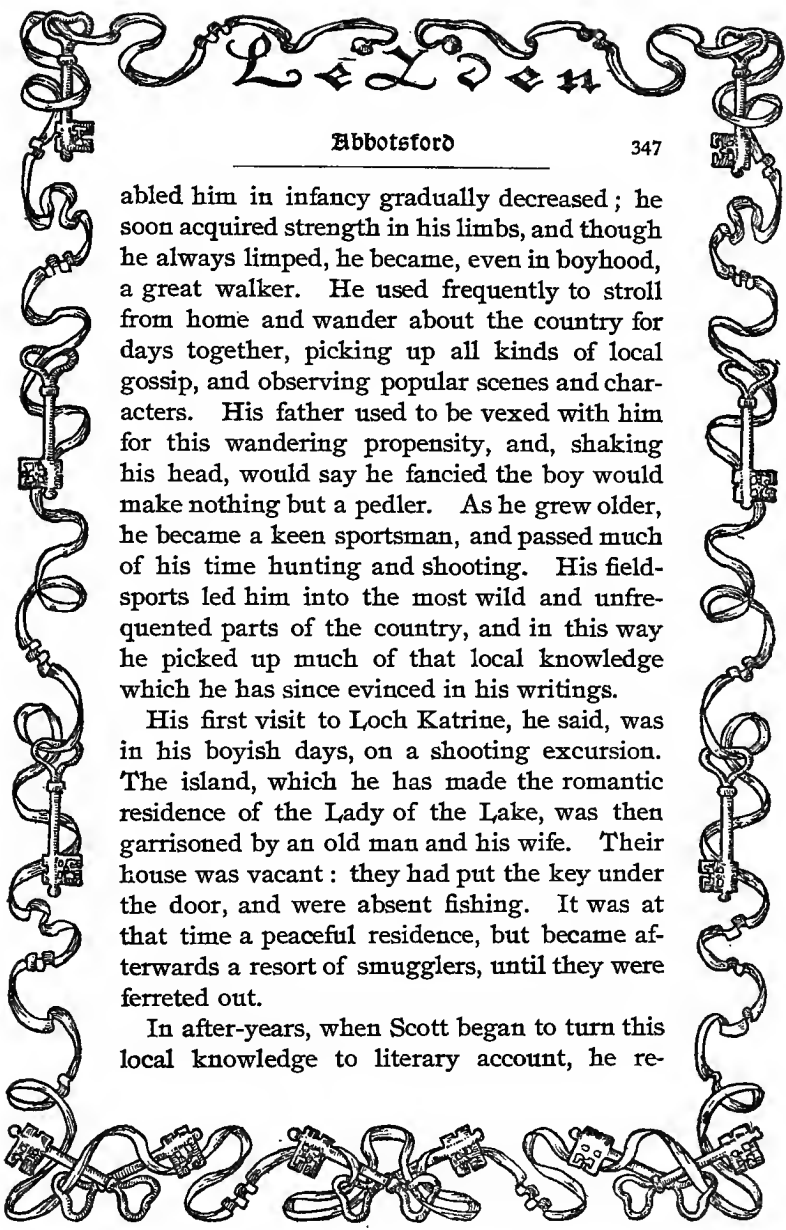 LeYden
Abbotsford 347
abled him in infancy gradually decreased; he
soon acquired strength in his limbs, and though
he always limped, he became, even in boyhood,
a great walker. He used frequently to stroll
from home and wander about the country for
days together, picking up all kinds of local
gossip, and observing popular scenes and char-
acters. His father used to be vexed with him
for this wandering propensity, and, shaking
his head, would say he fancied the boy would
make nothing but a pedler. As he grew older,
he became a keen sportsman, and passed much
of his time hunting and shooting. His field-
sports led him into the most wild and unfre-
quented parts of the country, and in this way
he picked up much of that local knowledge
which he has since evinced in his writings.
His first visit to Loch Katrine, he said, was
in his boyish days, on a shooting excursion.
The island, which he has made the romantic
residence of the Lady of the Lake, was then
garrisoned by an old man and his wife. Their
house was vacant: they had put the key under
the door, and were absent fishing. It was at
that time a peaceful residence, but became af-
terwards a resort of smugglers, until they were
ferreted out.
In after-years, when Scott began to turn this
local knowledge to literary account, he re-